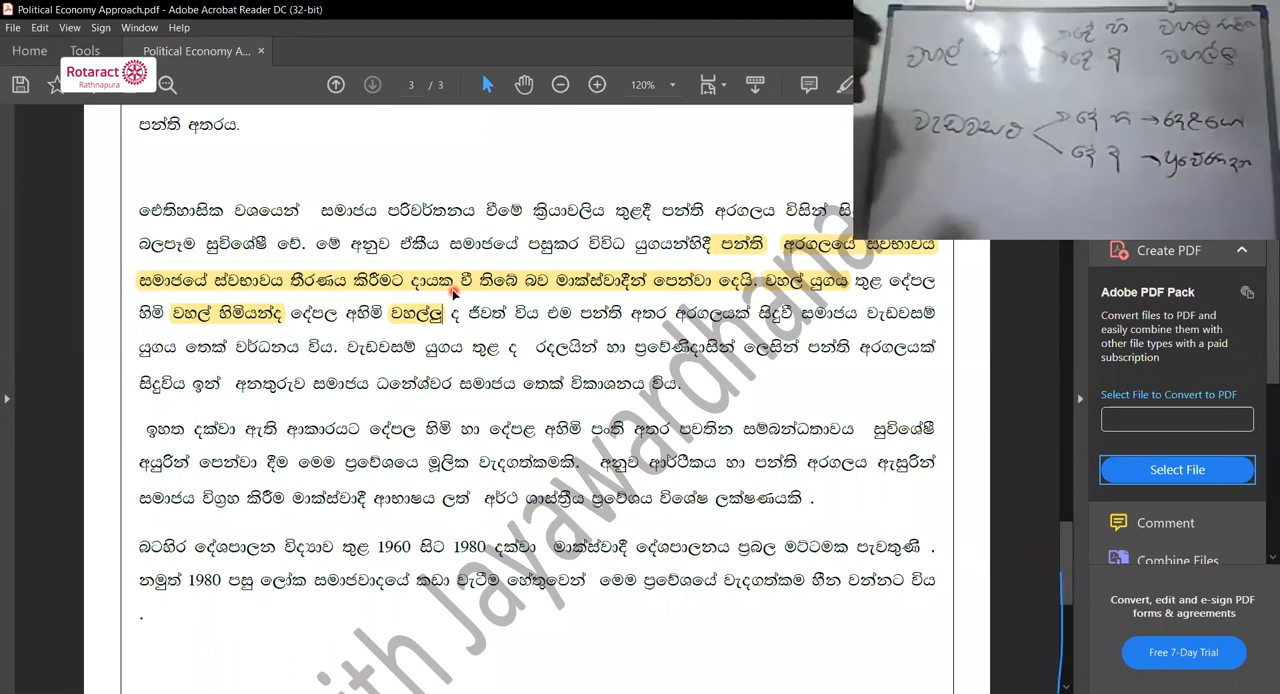 Political Economy Approach.pdf - Adobe Acrobat Reader DC (32-bit)
File Edit View Sign Window Help
Home Tools Political Economy A... ×
Rotaract
Rathnapura
3 / 3 120%
පන්ති අතරය.
ඓතිහාසික වශයෙන් සමාජය පරිවර්තනය වීමේ ක්‍රියාවලිය තුළදී පන්ති අරගලය විසින්
බලපෑම සුවිශේෂී වේ. මේ අනුව ඒකීය සමාජයේ පසුකර විවිධ යුගයන්හිදී පන්ති අරගලයේ ස්වභාවය
සමාජයේ ස්වභාවය තීරණය කිරීමට දායක වී තිබේ බව මාක්ස්වාදීන් පෙන්වා දෙයි. වහල් යුගය තුළ දේපල
හිමි වහල් හිමියන්ද දේපල අහිමි වහල්ලු ද ජීවත් විය එම පන්ති අතර අරගලයක් සිදුවී සමාජය වැඩවසම්
යුගය තෙක් වර්ධනය විය. වැඩවසම් යුගය තුළ ද රදලයින් හා ප්‍රවේණිදාසින් ලෙසින් පන්ති අරගලයක්
සිදුවිය ඉන් අනතුරුව සමාජය ධනේශ්වර සමාජය තෙක් විකාශනය විය.
ඉහත දක්වා ඇති ආකාරයට දේපල හිමි හා දේපළ අහිමි පංති අතර පවතින සම්බන්ධතාවය සුවිශේෂී
අයුරින් පෙන්වා දීම මෙම ප්‍රවේශයෙ මූලික වැදගත්කමකි. අනුව ආර්ථිකය හා පන්ති අරගලය ඇසුරින්
සමාජය විග්‍රහ කිරීම මාක්ස්වාදී ආභාෂය ලත් අර්ථ ශාස්ත්‍රීය ප්‍රවේශය විශේෂ ලක්ෂණයකි .
බටහිර දේශපාලන විද්‍යාව තුළ 1960 සිට 1980 දක්වා මාක්ස්වාදී දේශපාලනය ප්‍රබල මට්ටමක පැවතුණි .
නමුත් 1980 පසු ලෝක සමාජවාදයේ කඩා වැටීම හේතුවෙන් මෙම ප්‍රවේශයේ වැදගත්කම හීන වන්නට විය
.
ith Jayawardhana
වහල් දේ හි
දේ අ වහල්ලු
වැඩවසම් දේ හි →
දේ අ →
Create PDF
Adobe PDF Pack
Convert files to PDF and
easily combine them with
other file types with a paid
subscription
Select File to Convert to PDF
Select File
Comment
Combine Files
Convert, edit and e-sign PDF
forms & agreements
Free 7-Day Trial